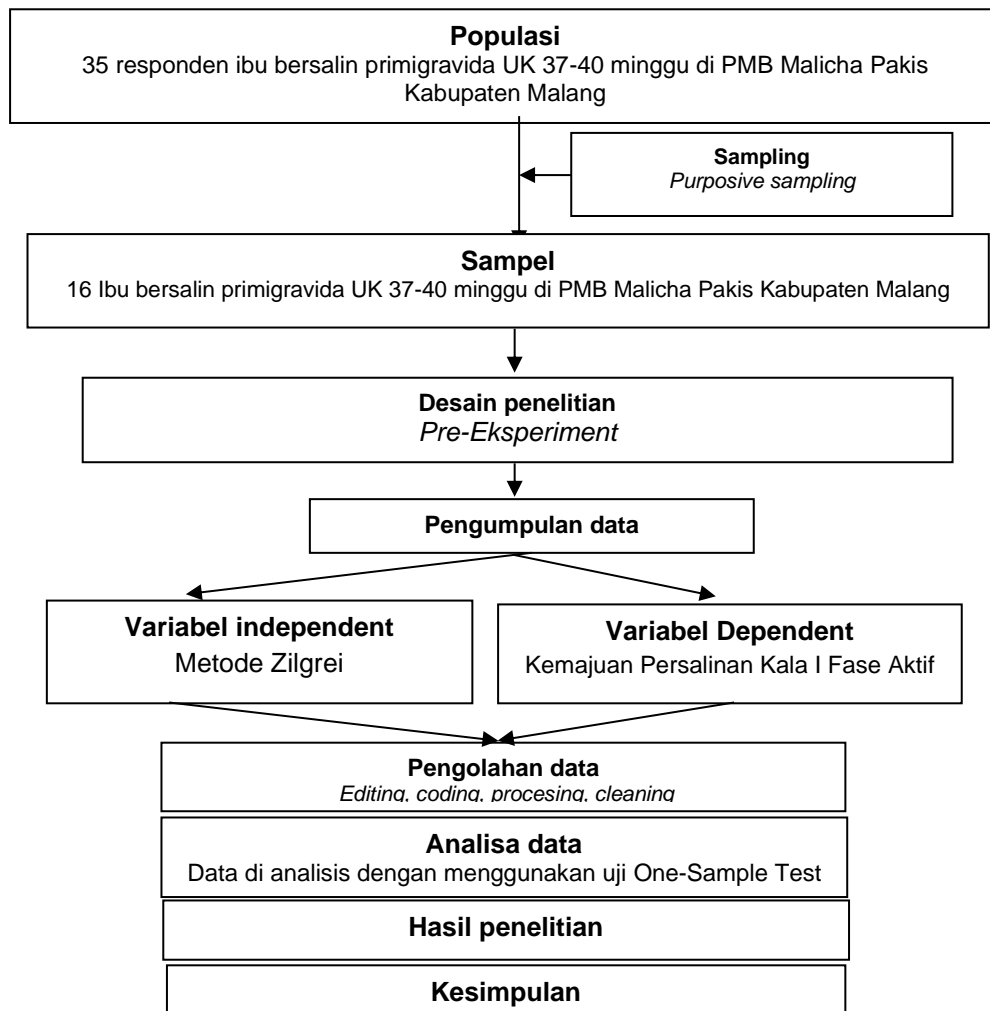 Populasi
35 responden ibu bersalin primigravida UK 37-40 minggu di PMB Malicha Pakis
Kabupaten Malang
Sampling
Purposive sampling
Sampel
16 Ibu bersalin primigravida UK 37-40 minggu di PMB Malicha Pakis Kabupaten Malang
Desain penelitian
Pre-Eksperiment
Pengumpulan data
Variabel independent
Metode Zilgrei
Variabel Dependent
Kemajuan Persalinan Kala I Fase Aktif
Pengolahan data
Editing, coding, procesing, cleaning
Analisa data
Data di analisis dengan menggunakan uji One-Sample Test
Hasil penelitian
Kesimpulan